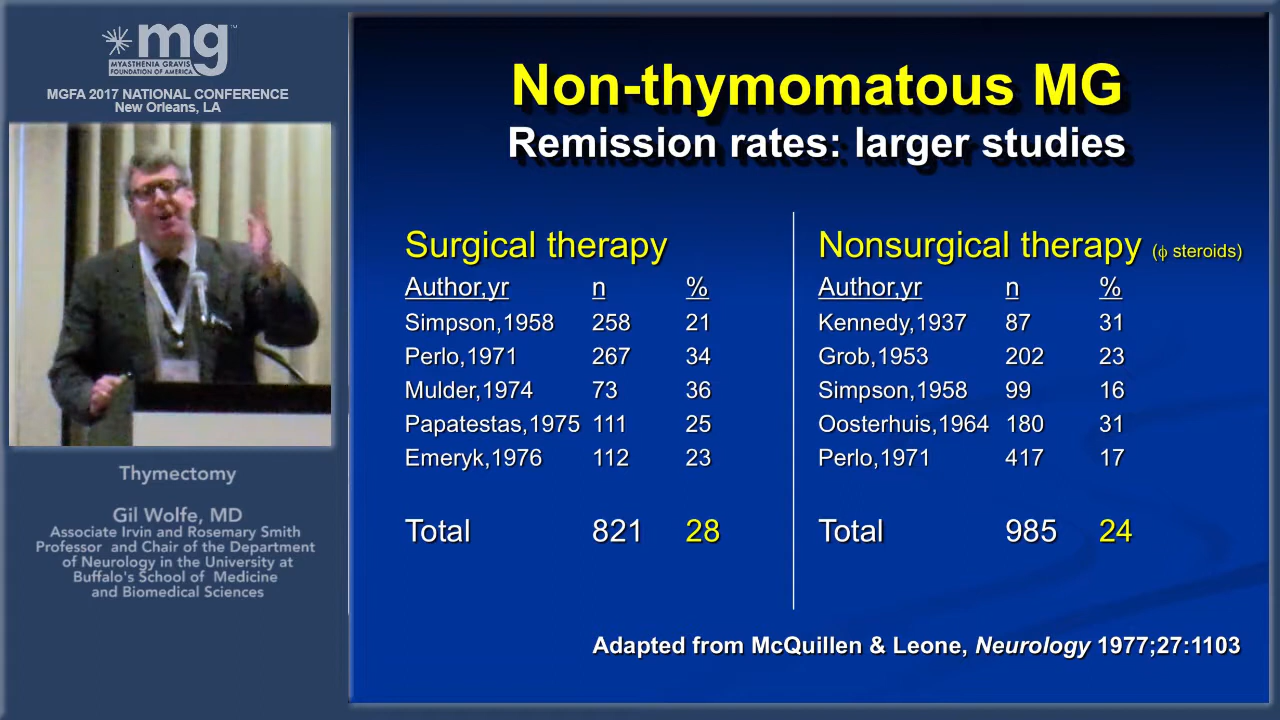 mg
MYASTHENIA GRAVIS
FOUNDATION OF AMERICA
MGFA 2017 NATIONAL CONFERENCE
New Orleans, LA
Thymectomy
Gil Wolfe, MD
Associate Irvin and Rosemary Smith
Professor and Chair of the Department
of Neurology in the University at
Buffalo's School of Medicine
and Biomedical Sciences
Non-thymomatous MG
Remission rates: larger studies
Surgical therapy
Author,yr n %
Simpson,1958 258 21
Perlo,1971 267 34
Mulder,1974 73 36
Papatestas,1975 111 25
Emeryk,1976 112 23
Total 821 28
Nonsurgical therapy (ϕ steroids)
Author,yr n %
Kennedy,1937 87 31
Grob,1953 202 23
Simpson,1958 99 16
Oosterhuis,1964 180 31
Perlo,1971 417 17
Total 985 24
Adapted from McQuillen & Leone, Neurology 1977;27:1103